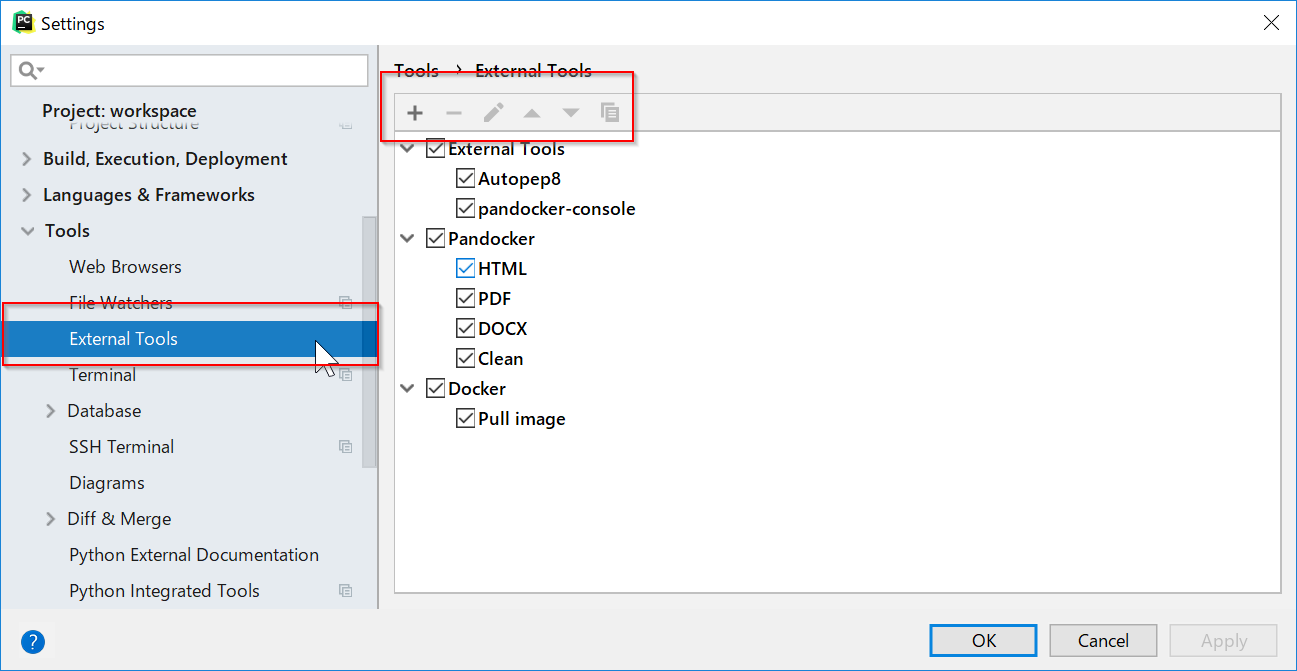 PC Settings
Project: workspace
Project Structure
Build, Execution, Deployment
Languages & Frameworks
Tools
Web Browsers
File Watchers
External Tools
Terminal
Database
SSH Terminal
Diagrams
Diff & Merge
Python External Documentation
Python Integrated Tools
Tools › External Tools
External Tools
Autopep8
pandocker-console
Pandocker
HTML
PDF
DOCX
Clean
Docker
Pull image
?
OK Cancel Apply